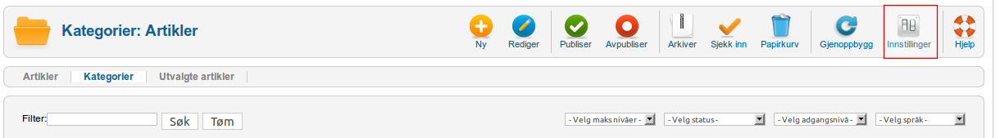 Kategorier: Artikler
Ny Rediger Publiser Avpubliser Arkiver Sjekk inn Papirkurv Gjenoppbygg Innstillinger Hjelp
Artikler Kategorier Utvalgte artikler
Filter: Søk Tøm - Velg maks nivåer - - Velg status - - Velg adgangsnivå - - Velg språk -